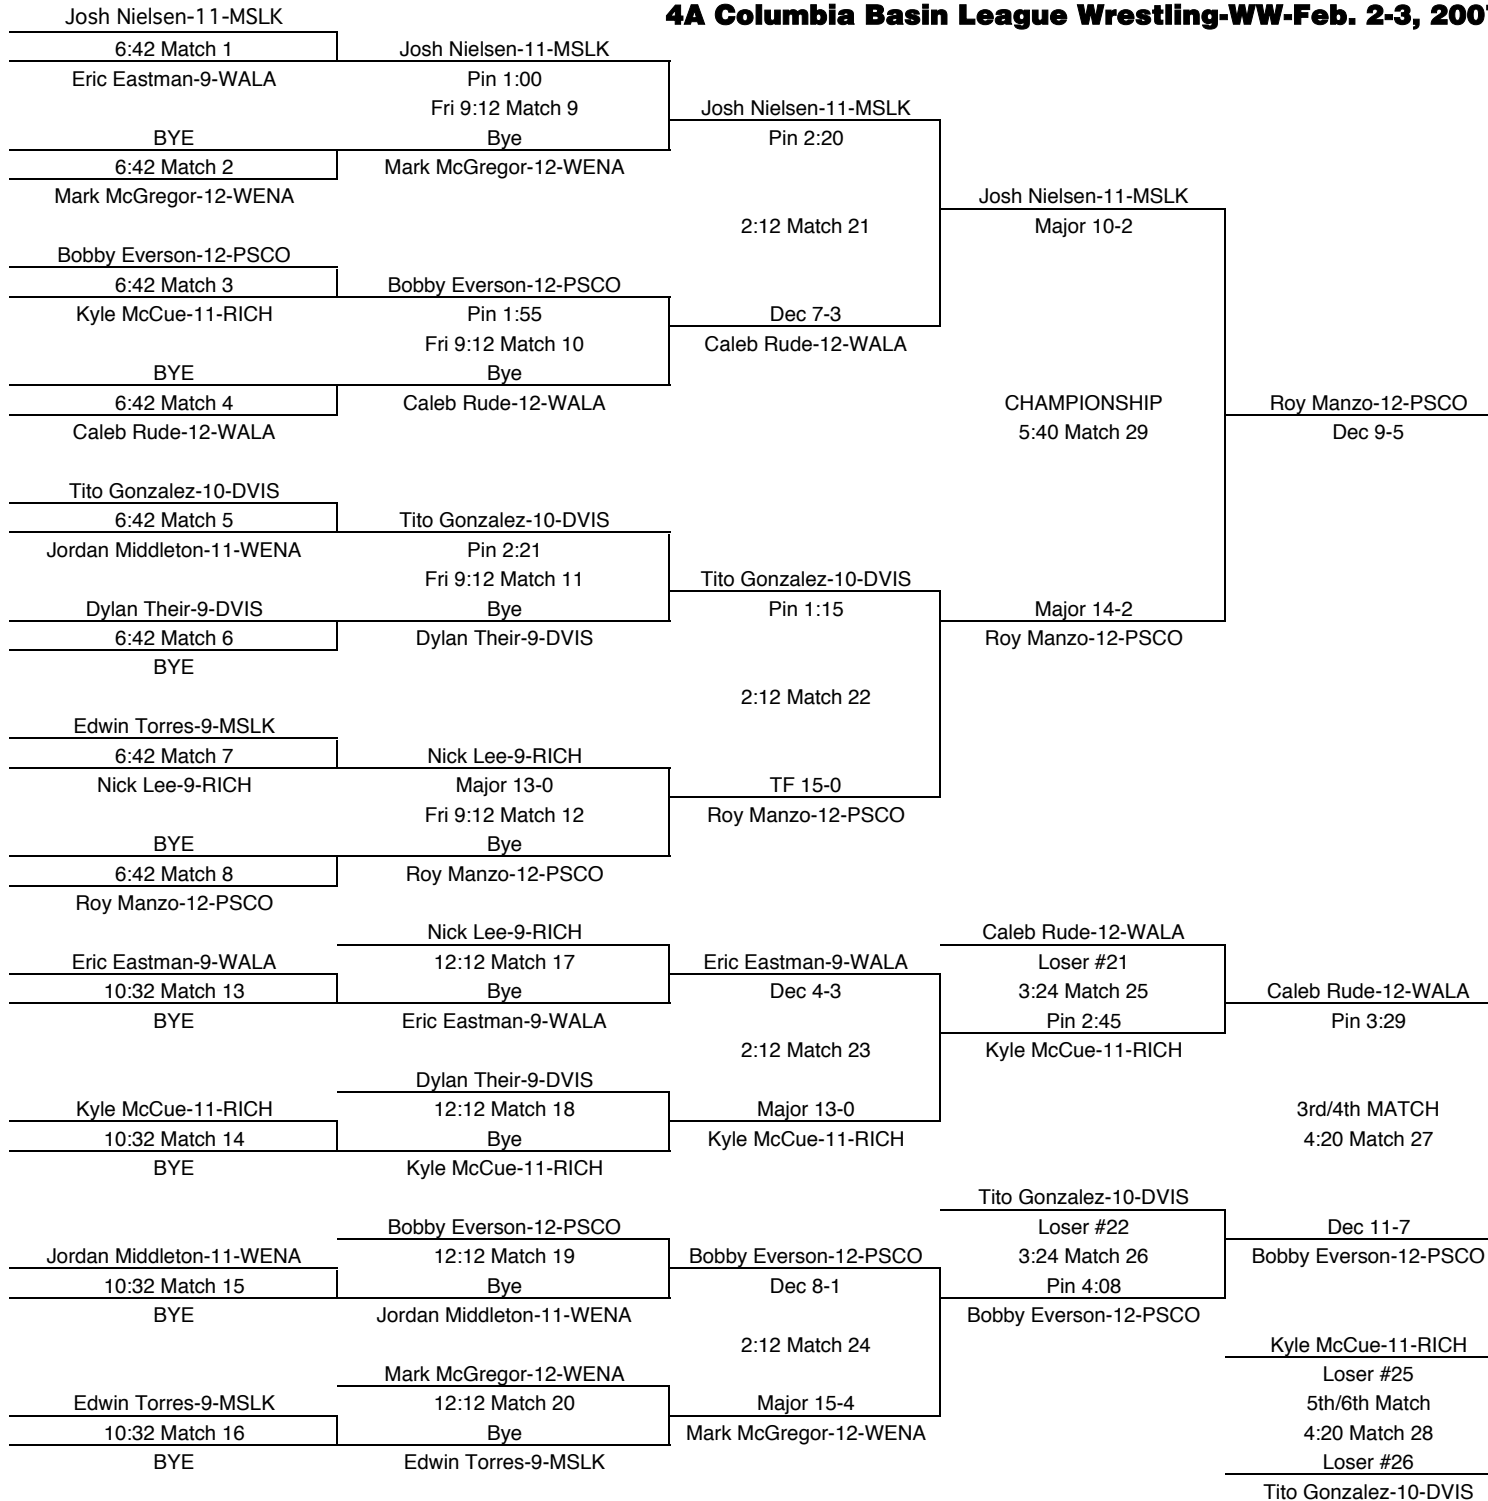 4A Columbia Basin League Wrestling-WW-Feb. 2-3, 2007
Josh Nielsen-11-MSLK
6:42 Match 1
Eric Eastman-9-WALA
BYE
6:42 Match 2
Mark McGregor-12-WENA
Bobby Everson-12-PSCO
6:42 Match 3
Kyle McCue-11-RICH
BYE
6:42 Match 4
Caleb Rude-12-WALA
Tito Gonzalez-10-DVIS
6:42 Match 5
Jordan Middleton-11-WENA
Dylan Their-9-DVIS
6:42 Match 6
BYE
Edwin Torres-9-MSLK
6:42 Match 7
Nick Lee-9-RICH
BYE
6:42 Match 8
Roy Manzo-12-PSCO
Josh Nielsen-11-MSLK
Pin 1:00
Fri 9:12 Match 9
Bye
Mark McGregor-12-WENA
Bobby Everson-12-PSCO
Pin 1:55
Fri 9:12 Match 10
Bye
Caleb Rude-12-WALA
Tito Gonzalez-10-DVIS
Pin 2:21
Fri 9:12 Match 11
Bye
Dylan Their-9-DVIS
Nick Lee-9-RICH
Major 13-0
Fri 9:12 Match 12
Bye
Roy Manzo-12-PSCO
Josh Nielsen-11-MSLK
Pin 2:20
2:12 Match 21
Dec 7-3
Caleb Rude-12-WALA
Tito Gonzalez-10-DVIS
Pin 1:15
2:12 Match 22
TF 15-0
Roy Manzo-12-PSCO
Josh Nielsen-11-MSLK
Major 10-2
CHAMPIONSHIP
5:40 Match 29
Major 14-2
Roy Manzo-12-PSCO
Roy Manzo-12-PSCO
Dec 9-5
Eric Eastman-9-WALA
10:32 Match 13
BYE
Kyle McCue-11-RICH
10:32 Match 14
BYE
Jordan Middleton-11-WENA
10:32 Match 15
BYE
Edwin Torres-9-MSLK
10:32 Match 16
BYE
Nick Lee-9-RICH
12:12 Match 17
Bye
Eric Eastman-9-WALA
Dylan Their-9-DVIS
12:12 Match 18
Bye
Kyle McCue-11-RICH
Bobby Everson-12-PSCO
12:12 Match 19
Bye
Jordan Middleton-11-WENA
Mark McGregor-12-WENA
12:12 Match 20
Bye
Edwin Torres-9-MSLK
Eric Eastman-9-WALA
Dec 4-3
2:12 Match 23
Major 13-0
Kyle McCue-11-RICH
Bobby Everson-12-PSCO
Dec 8-1
2:12 Match 24
Major 15-4
Mark McGregor-12-WENA
Caleb Rude-12-WALA
Loser #21
3:24 Match 25
Pin 2:45
Kyle McCue-11-RICH
Tito Gonzalez-10-DVIS
Loser #22
3:24 Match 26
Pin 4:08
Bobby Everson-12-PSCO
Caleb Rude-12-WALA
Pin 3:29
3rd/4th MATCH
4:20 Match 27
Dec 11-7
Bobby Everson-12-PSCO
Kyle McCue-11-RICH
Loser #25
5th/6th Match
4:20 Match 28
Loser #26
Tito Gonzalez-10-DVIS